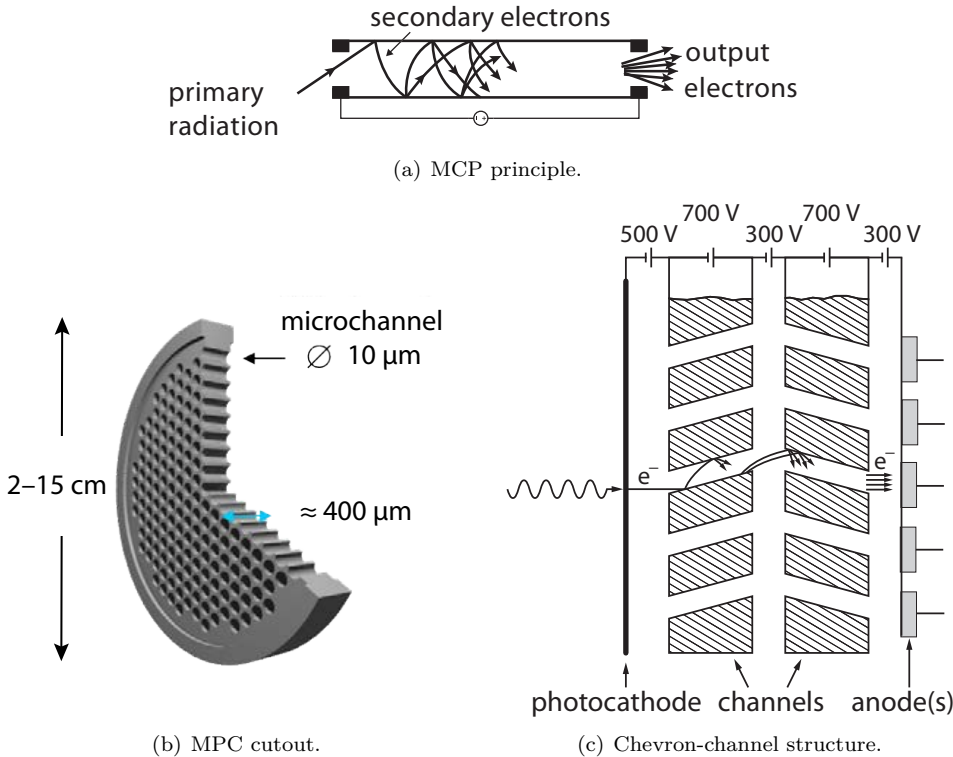 secondary electrons
output
electrons
primary
radiation
(a) MCP principle.
700 V
700 V
500 V
300 V
300 V
microchannel
∅ 10 μm
2–15 cm
≈ 400 μm
e⁻
e⁻
photocathode
channels
anode(s)
(b) MPC cutout.
(c) Chevron-channel structure.